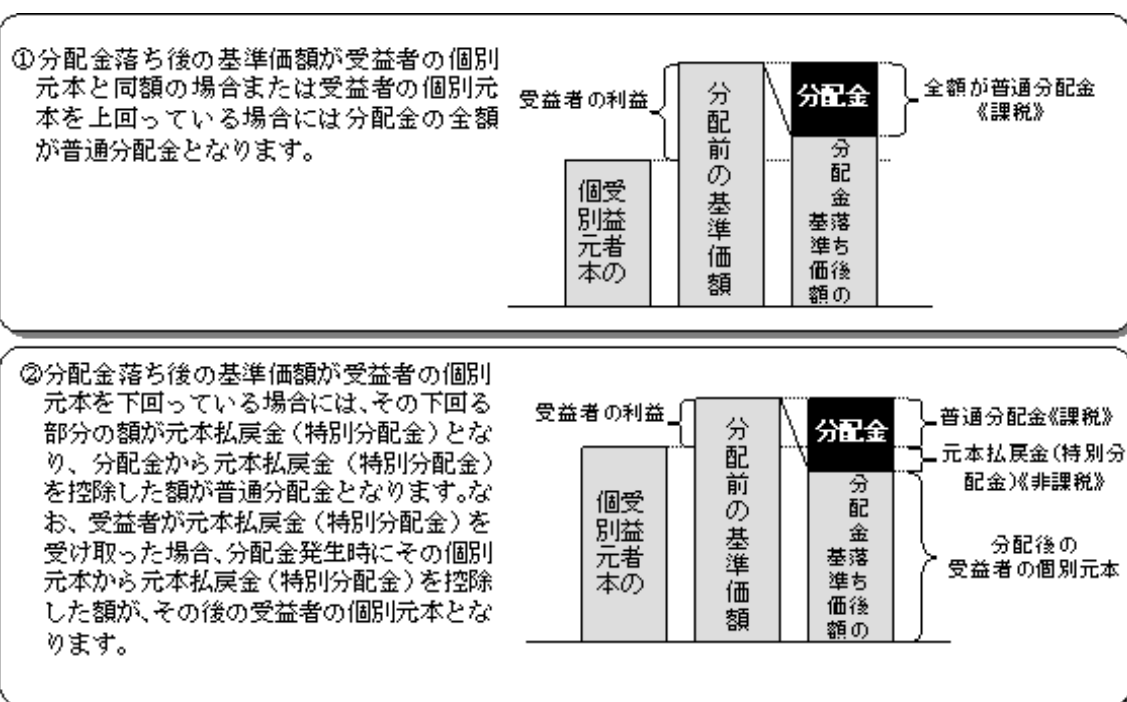 ①分配金落ち後の基準価額が受益者の個別
元本と同額の場合または受益者の個別元
本を上回っている場合には分配金の全額
が普通分配金となります。
受益者の利益
個別元本
受益者の
分配前の基準価額
分配金
分配金落ち後の
基準価額
全額が普通分配金
《課税》
②分配金落ち後の基準価額が受益者の個別
元本を下回っている場合には、その下回る
部分の額が元本払戻金（特別分配金）とな
り、分配金から元本払戻金（特別分配金）
を控除した額が普通分配金となります。な
お、受益者が元本払戻金（特別分配金）を
受け取った場合、分配金発生時にその個別
元本から元本払戻金（特別分配金）を控除
した額が、その後の受益者の個別元本とな
ります。
受益者の利益
受益者の
個別元本
分配前の基準価額
分配金
分配金落ち後の
基準価額
普通分配金《課税》
元本払戻金（特別分
配金）《非課税》
分配後の
受益者の個別元本